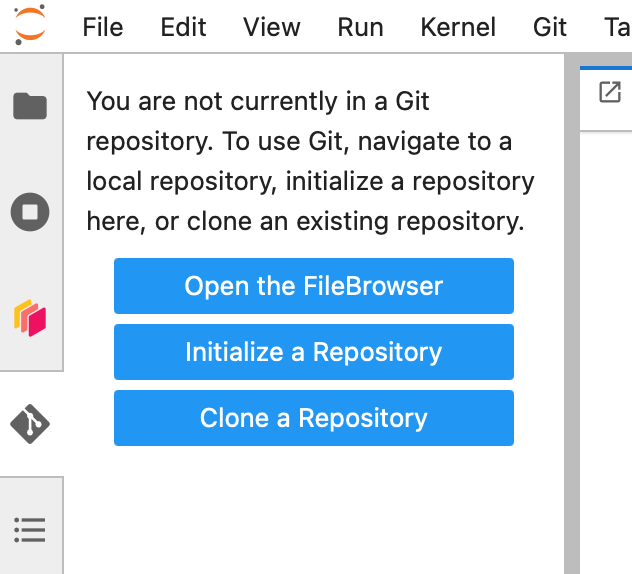 File Edit View Run Kernel Git Ta
You are not currently in a Git
repository. To use Git, navigate to a
local repository, initialize a repository
here, or clone an existing repository.
Open the FileBrowser
Initialize a Repository
Clone a Repository